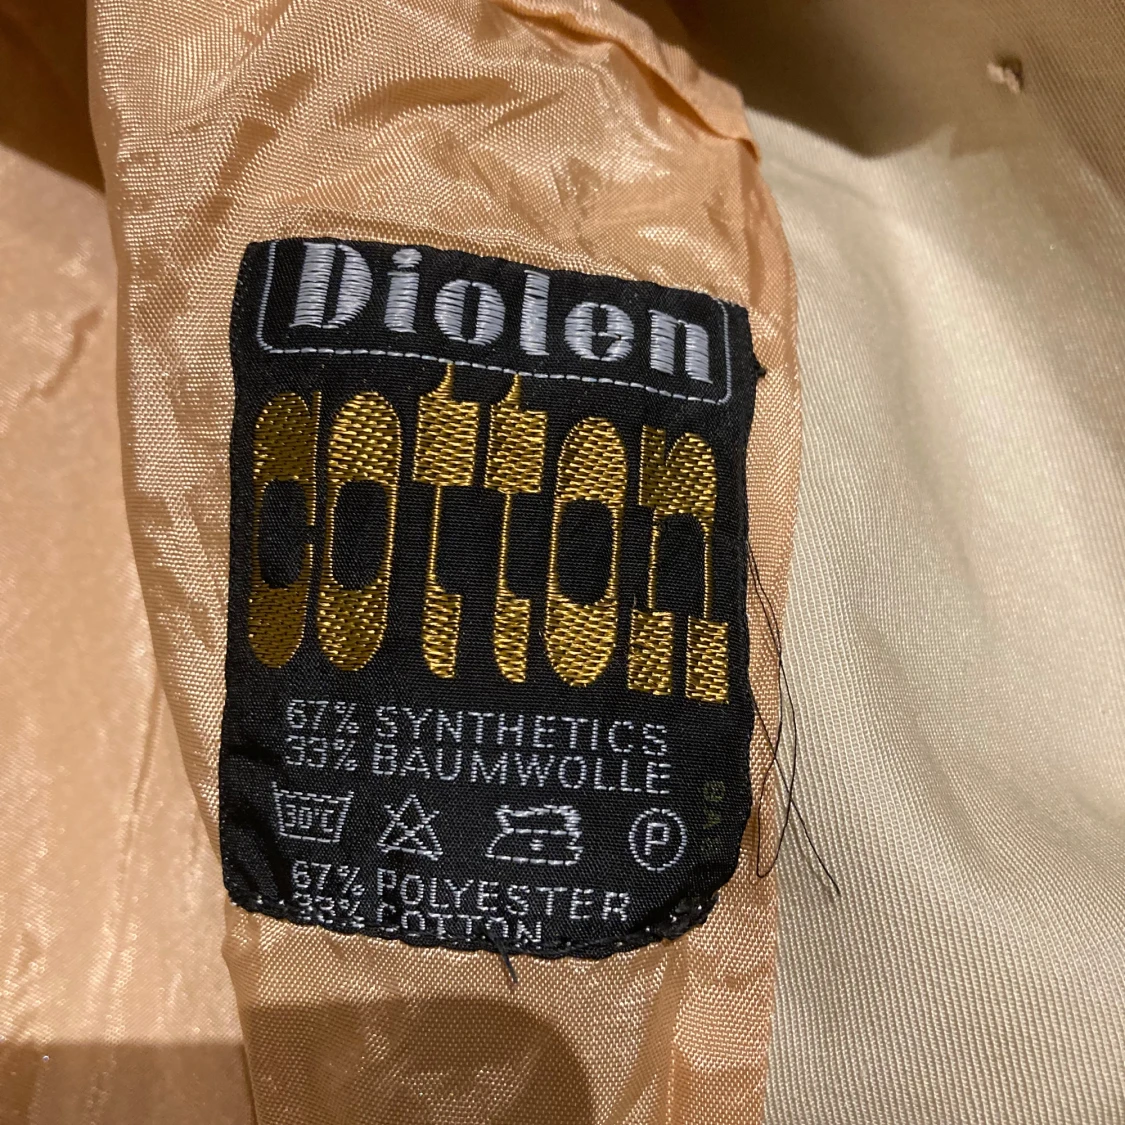 Diolen
cotton
67% SYNTHETICS
33% BAUMWOLLE
30°C
P
67% POLYESTER
33% COTTON